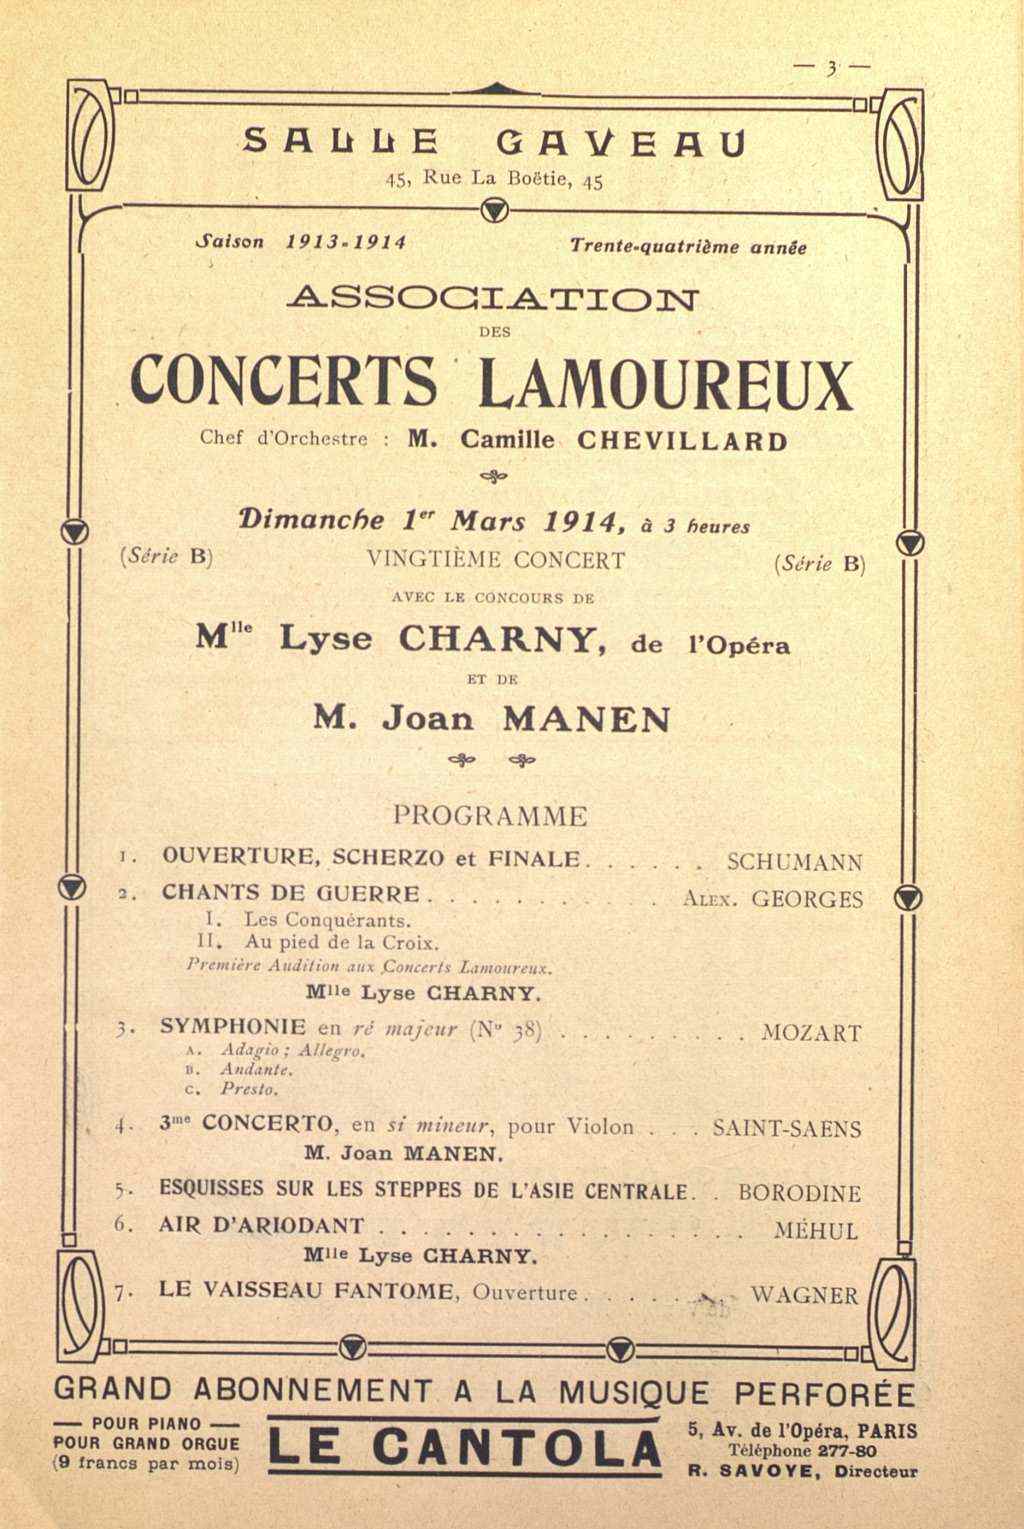 — 3 —
SALLE GAVEAU
45, Rue La Boëtie, 45
Saison 1913-1914 Trente-quatrième année
ASSOCIATION
DES
CONCERTS LAMOUREUX
Chef d'Orchestre : M. Camille CHEVILLARD
Dimanche 1er Mars 1914, à 3 heures
(Série B) VINGTIÈME CONCERT (Série B)
AVEC LE CONCOURS DE
Mlle Lyse CHARNY, de l'Opéra
ET DE
M. Joan MANEN
PROGRAMME
1. OUVERTURE, SCHERZO et FINALE. . . . . . . SCHUMANN
2. CHANTS DE GUERRE . . . . . . . . . . . ALEX. GEORGES
I. Les Conquérants.
II. Au pied de la Croix.
Première Audition aux Concerts Lamoureux.
Mlle Lyse CHARNY.
3. SYMPHONIE en ré majeur (No 38) . . . . . . . . . MOZART
A. Adagio ; Allegro.
B. Andante.
C. Presto.
4. 3me CONCERTO, en si mineur, pour Violon . . . SAINT-SAENS
M. Joan MANEN.
5. ESQUISSES SUR LES STEPPES DE L'ASIE CENTRALE. . BORODINE
6. AIR D'ARIODANT . . . . . . . . . . . . . . . . . MÉHUL
Mlle Lyse CHARNY.
7. LE VAISSEAU FANTOME, Ouverture . . . . . . . WAGNER
GRAND ABONNEMENT A LA MUSIQUE PERFORÉE
— POUR PIANO —
POUR GRAND ORGUE
(9 francs par mois)
LE CANTOLA
5, Av. de l'Opéra, PARIS
Téléphone 277-80
R. SAVOYE, Directeur